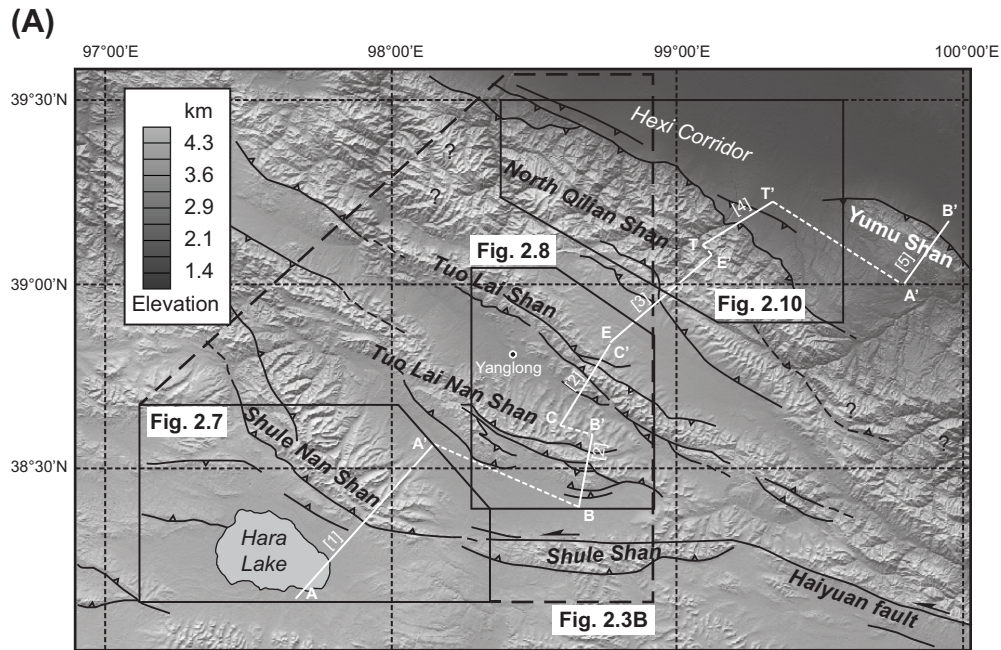 (A)
97°00'E 98°00'E 99°00'E 100°00'E
39°30'N
39°00'N
38°30'N
km
4.3
3.6
2.9
2.1
1.4
Elevation
Hexi Corridor
North Qilian Shan
Yumu Shan
Tuo Lai Shan
Tuo Lai Nan Shan
Shule Nan Shan
Shule Shan
Haiyuan fault
Hara
Lake
Yanglong
Fig. 2.8
Fig. 2.10
Fig. 2.7
Fig. 2.3B
?
?
?
?
T'
[4]
T
E'
B'
[5]
A'
[3]
E
C'
[2]
C
B'
[2]
B
A'
[1]
A